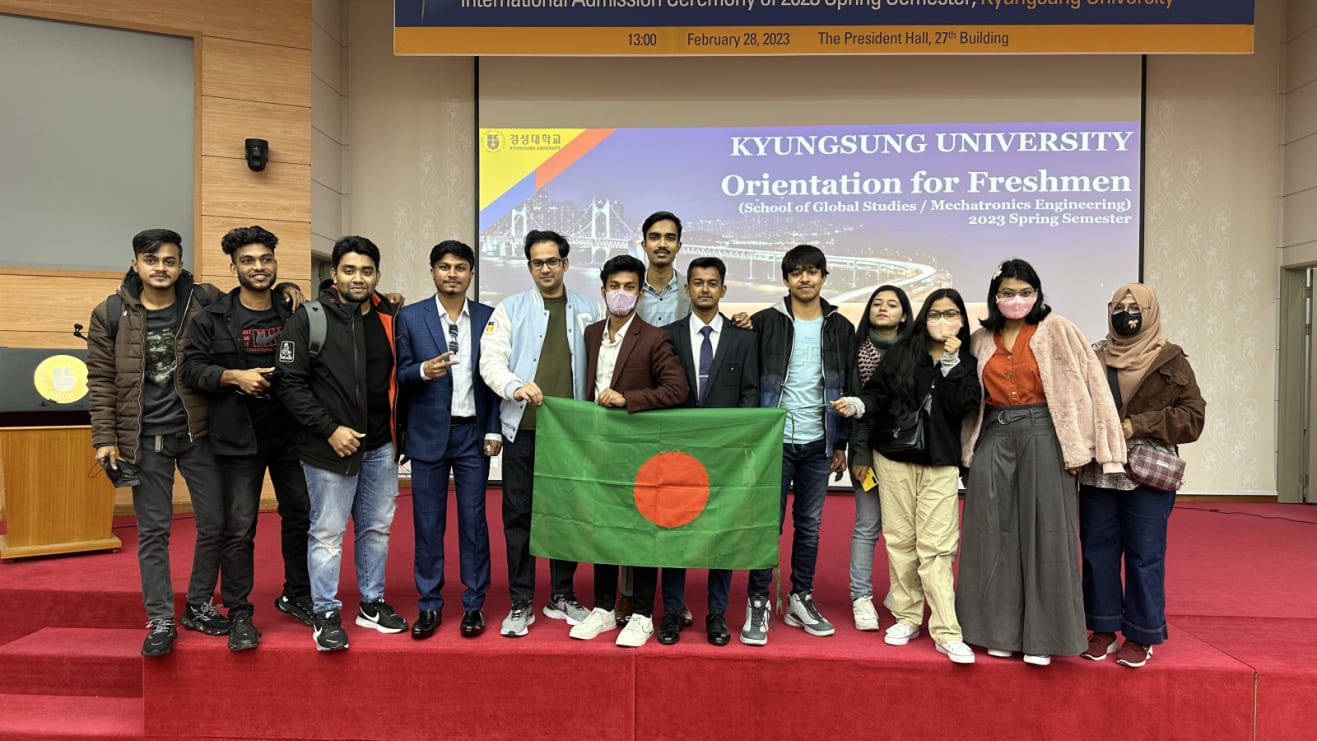 International Admission Ceremony of 2023 Spring Semester, Kyungsung University
13:00 February 28, 2023 The President Hall, 27th Building
경성대학교
KYUNGSUNG UNIVERSITY
KYUNGSUNG UNIVERSITY
Orientation for Freshmen
(School of Global Studies / Mechatronics Engineering)
2023 Spring Semester